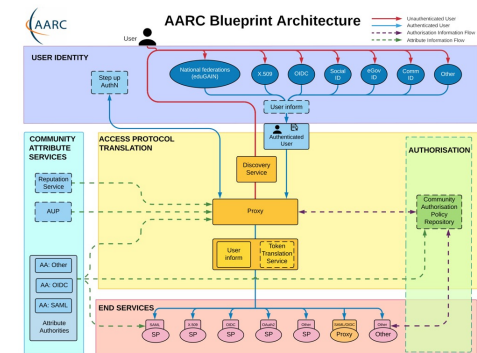 AARC
AARC Blueprint Architecture
Unauthenticated User
Authenticated User
Authorisation Information Flow
Attribute Information Flow
User
USER IDENTITY
Step up
AuthN
National federations
(eduGAIN)
X.509
OIDC
Social
ID
eGov
ID
Comm
ID
Other
User inform
Authenticated
User
COMMUNITY
ATTRIBUTE
SERVICES
ACCESS PROTOCOL
TRANSLATION
AUTHORISATION
Discovery
Service
Reputation
Service
AUP
Proxy
Community
Authorisation
Policy
Repository
User
inform
Token
Translation
Service
AA: Other
AA: OIDC
AA: SAML
Attribute
Authorities
END SERVICES
SAML
SP
X.509
SP
OIDC
SP
OAuth2
SP
Other
SP
SAML/OIDC
Proxy
Other
Other